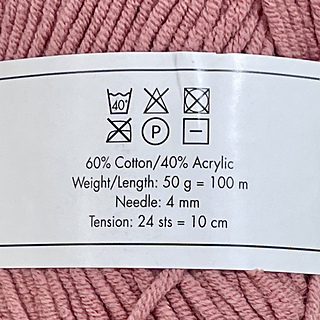 40°
P
60% Cotton/40% Acrylic
Weight/Length: 50 g = 100 m
Needle: 4 mm
Tension: 24 sts = 10 cm